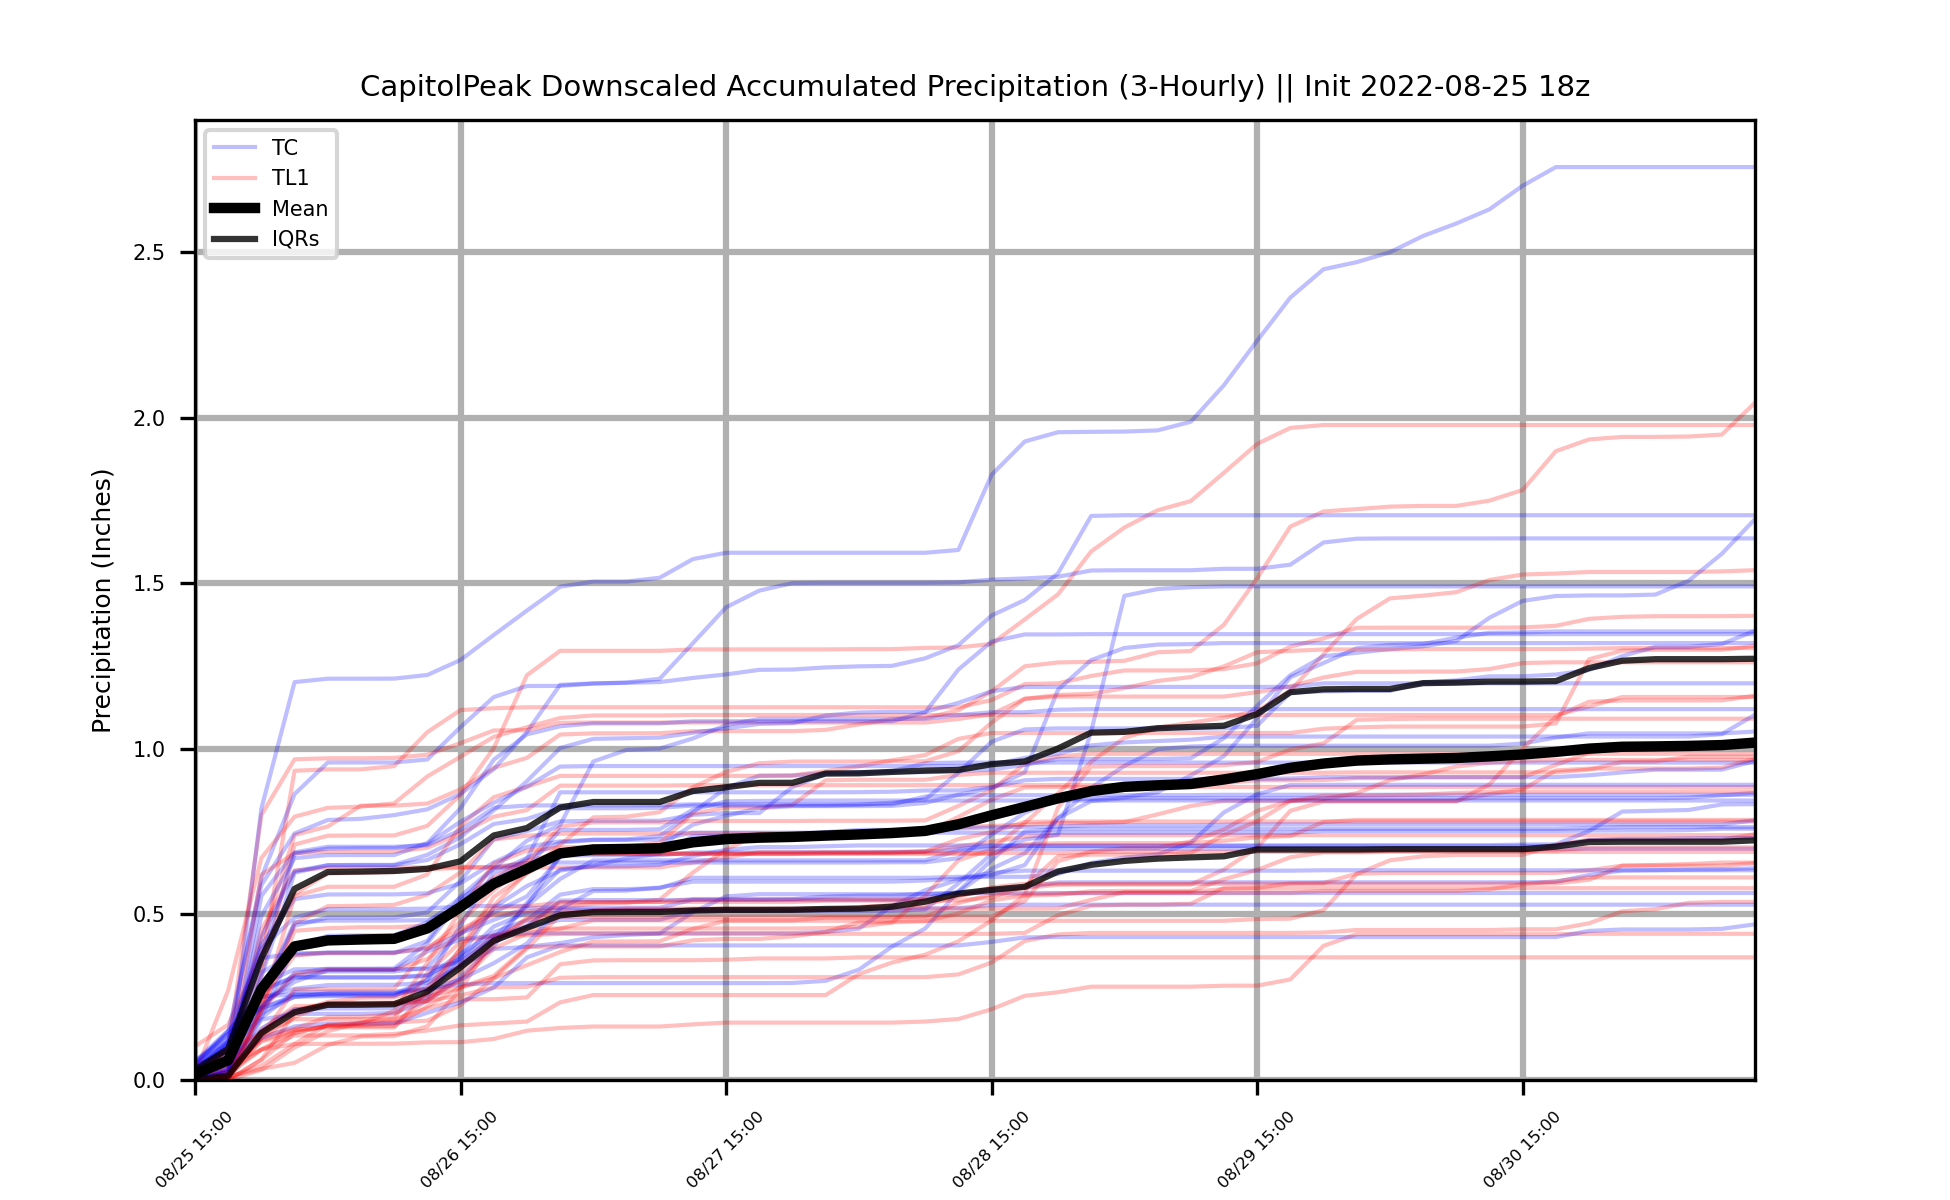 CapitolPeak Downscaled Accumulated Precipitation (3-Hourly) || Init 2022-08-25 18z
TC
TL1
Mean
IQRs
Precipitation (Inches)
2.5
2.0
1.5
1.0
0.5
0.0
08/25 15:00
08/26 15:00
08/27 15:00
08/28 15:00
08/29 15:00
08/30 15:00